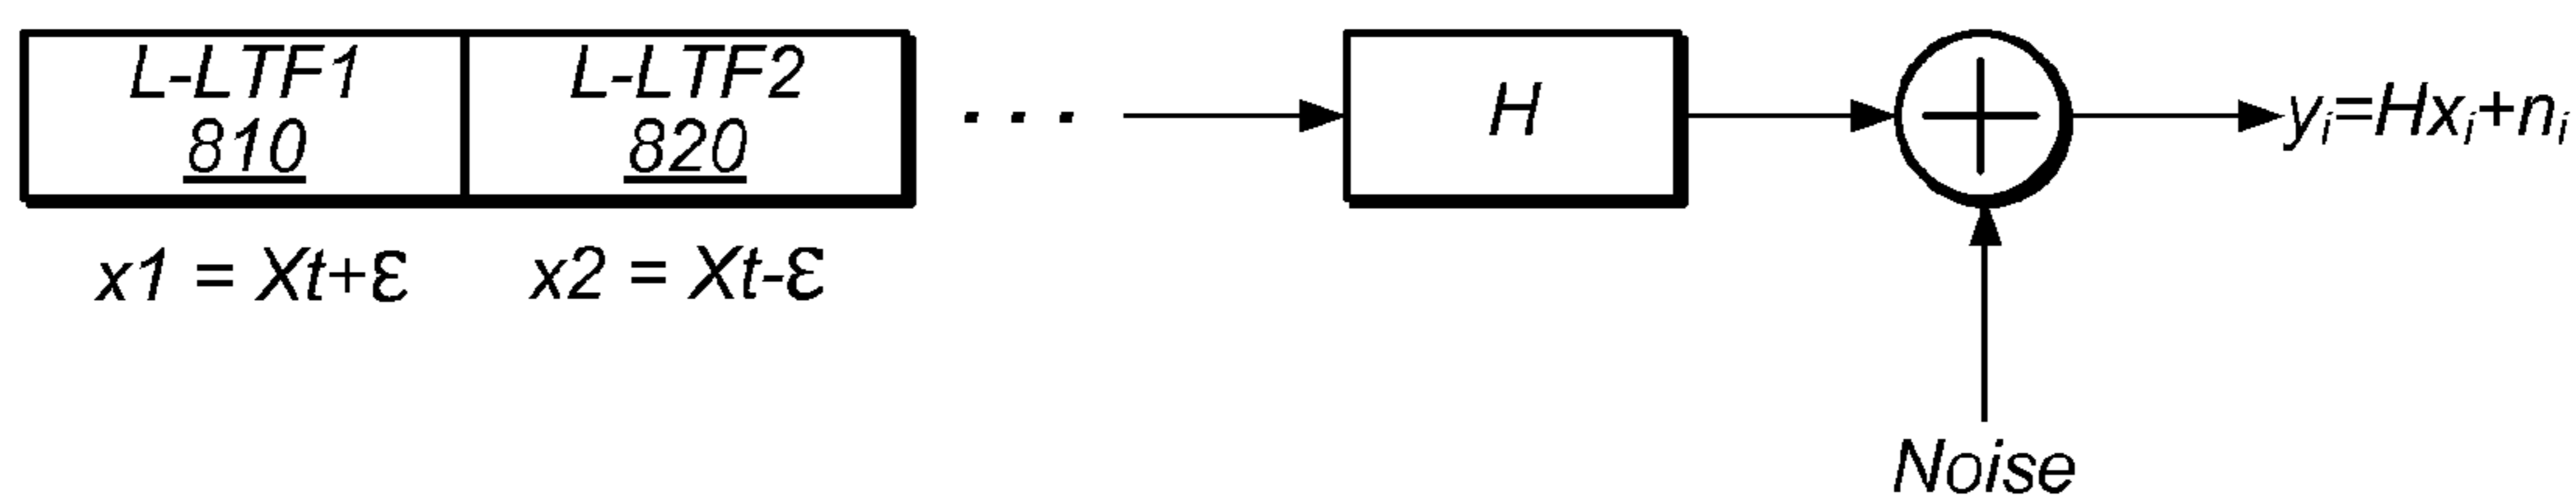 L-LTF1
810
L-LTF2
820
...
H
+
yᵢ=Hxᵢ+nᵢ
x1 = Xt+ε
x2 = Xt-ε
Noise